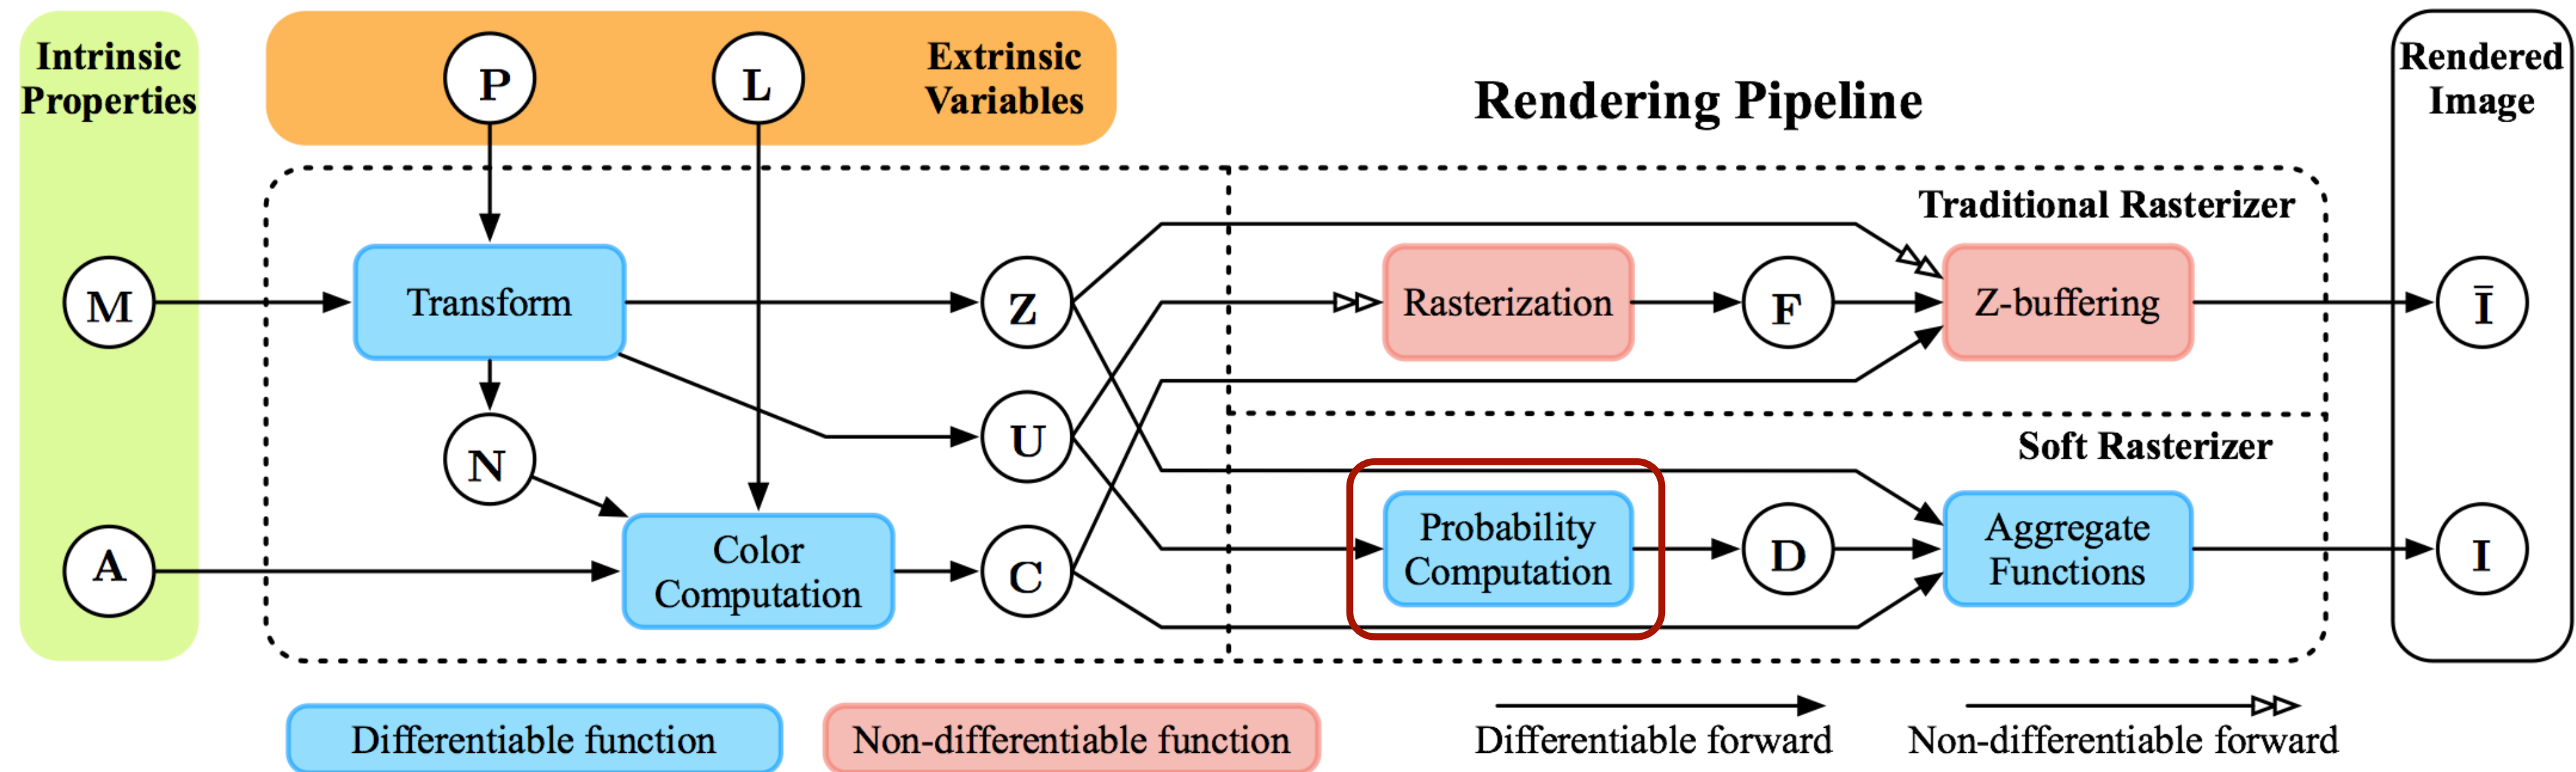 Intrinsic
Properties
P
L
Extrinsic
Variables
Rendering Pipeline
Rendered
Image
Traditional Rasterizer
M
Transform
Z
Rasterization
F
Z-buffering
Ī
N
U
Soft Rasterizer
A
Color
Computation
C
Probability
Computation
D
Aggregate
Functions
I
Differentiable function
Non-differentiable function
Differentiable forward
Non-differentiable forward